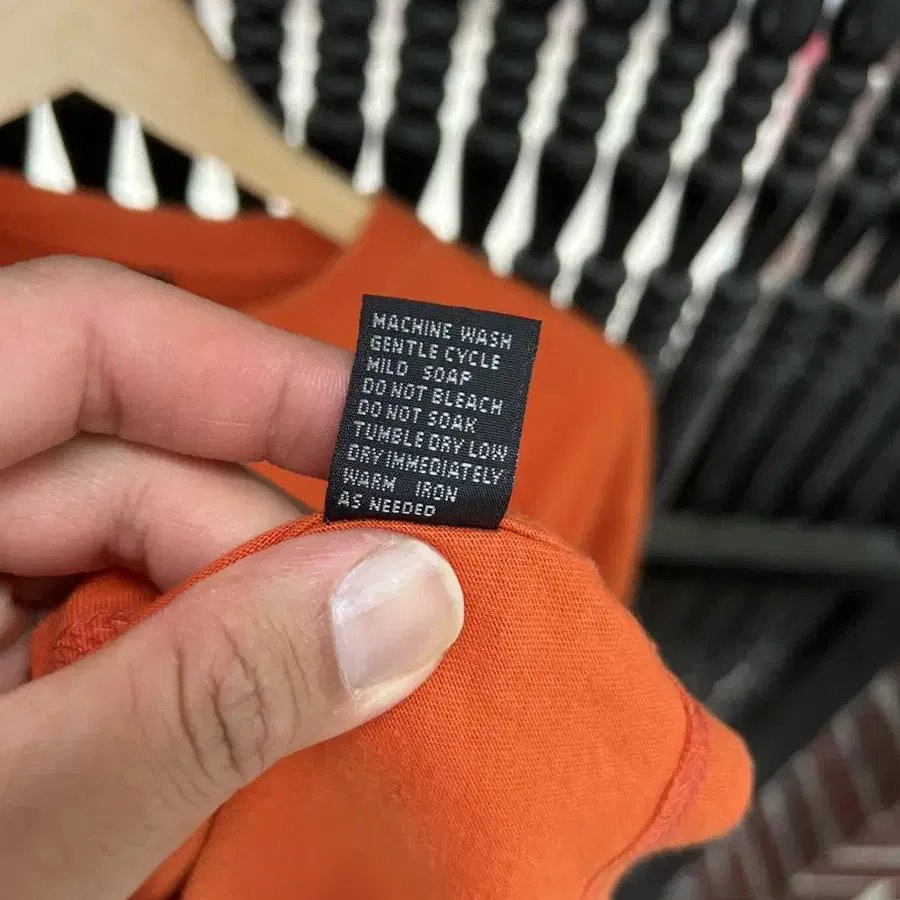 MACHINE WASH
GENTLE CYCLE
MILD SOAP
DO NOT BLEACH
DO NOT SOAK
TUMBLE DRY LOW
DRY IMMEDIATELY
WARM IRON
AS NEEDED